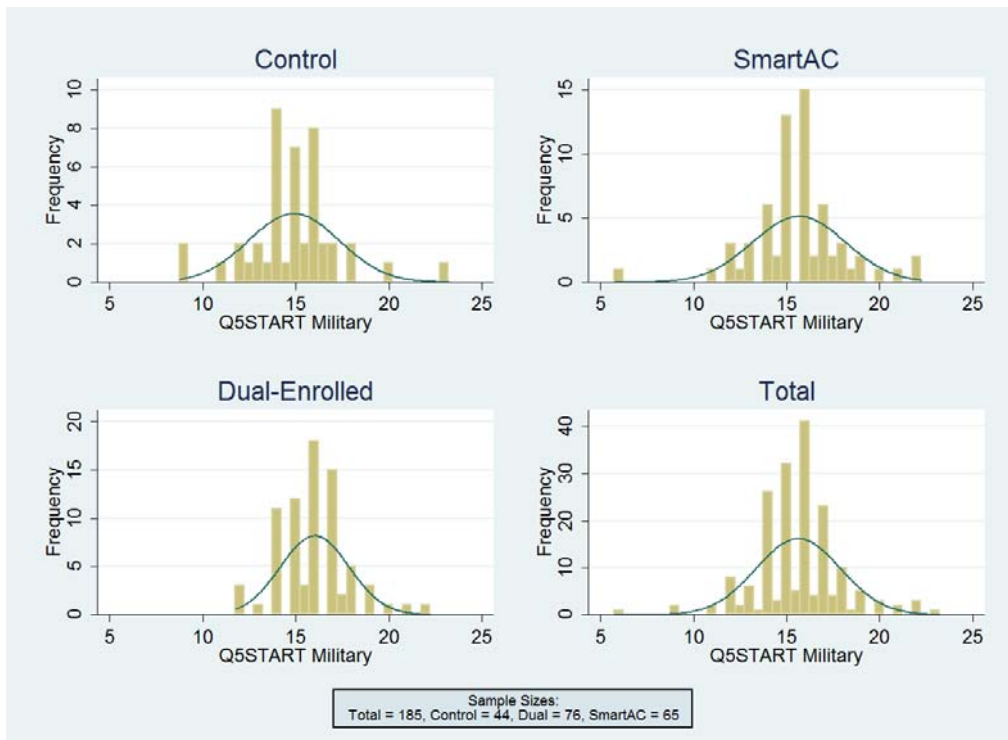 Control
Frequency
10
8
6
4
2
0
5 10 15 20 25
Q5START Military
SmartAC
Frequency
15
10
5
0
5 10 15 20 25
Q5START Military
Dual-Enrolled
Frequency
20
15
10
5
0
5 10 15 20 25
Q5START Military
Total
Frequency
40
30
20
10
0
5 10 15 20 25
Q5START Military
Sample Sizes:
Total = 185, Control = 44, Dual = 76, SmartAC = 65